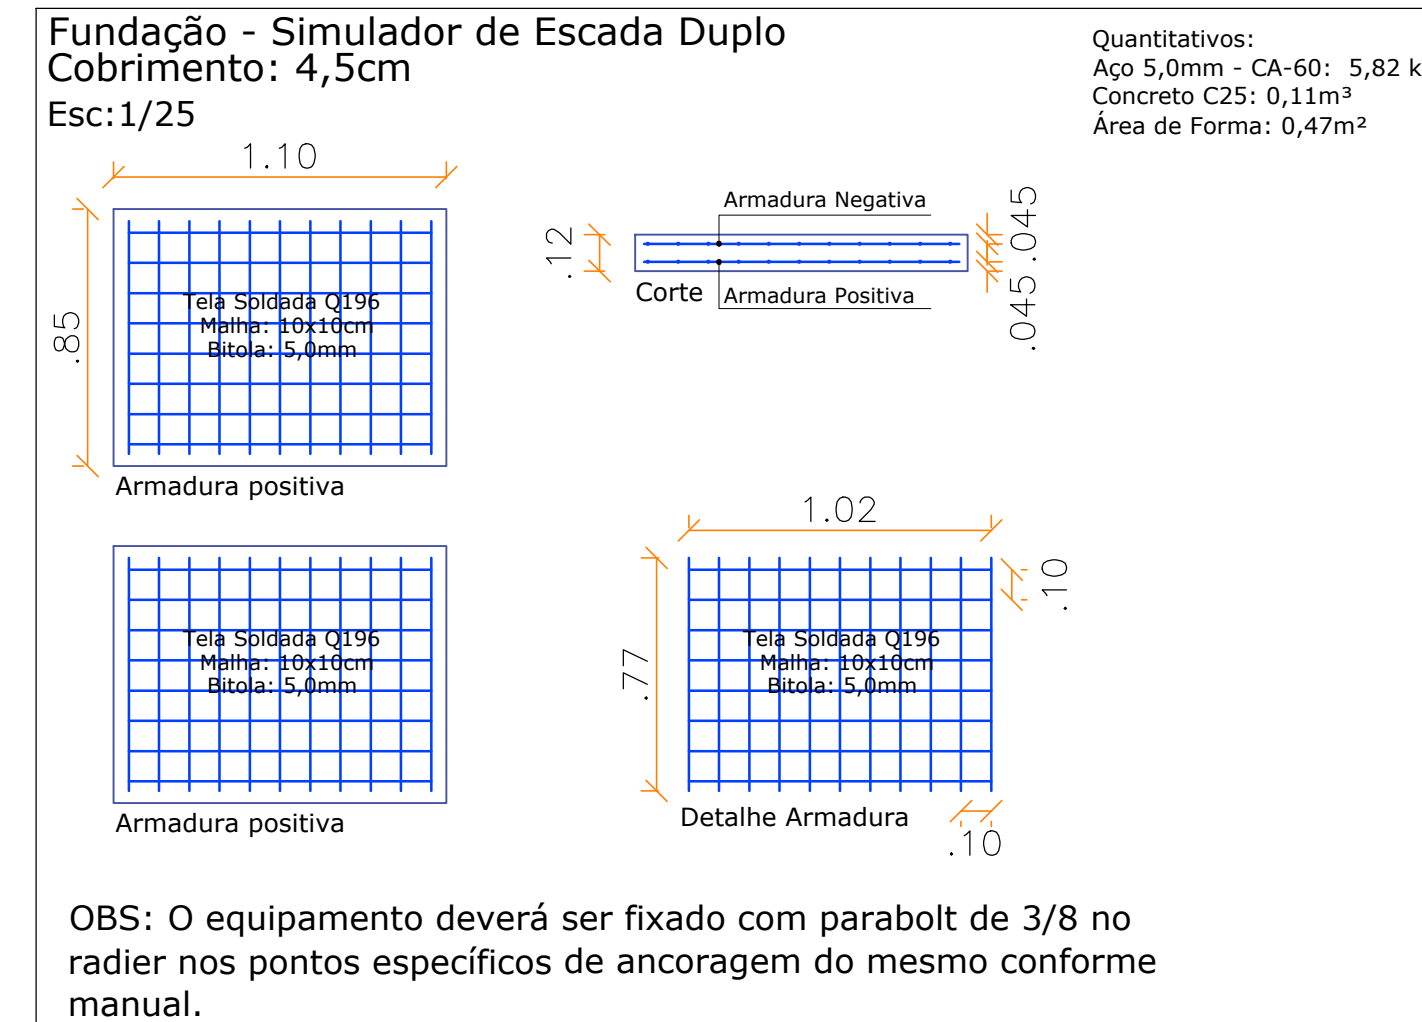 Fundação - Simulador de Escada Duplo
Cobrimento: 4,5cm
Esc:1/25
Quantitativos:
Aço 5,0mm - CA-60: 5,82 k
Concreto C25: 0,11m³
Área de Forma: 0,47m²
1.10
.85
Tela Soldada Q196
Malha: 10x10cm
Bitola: 5,0mm
Armadura positiva
.12
Armadura Negativa
Corte
Armadura Positiva
.045
.045
Tela Soldada Q196
Malha: 10x10cm
Bitola: 5,0mm
Armadura positiva
1.02
.77
.10
Tela Soldada Q196
Malha: 10x10cm
Bitola: 5,0mm
Detalhe Armadura
.10
OBS: O equipamento deverá ser fixado com parabolt de 3/8 no
radier nos pontos específicos de ancoragem do mesmo conforme
manual.